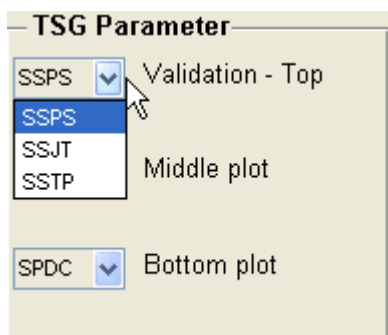 TSG Parameter
SSPS Validation - Top
SSPS
SSJT
SSTP
Middle plot
SPDC Bottom plot